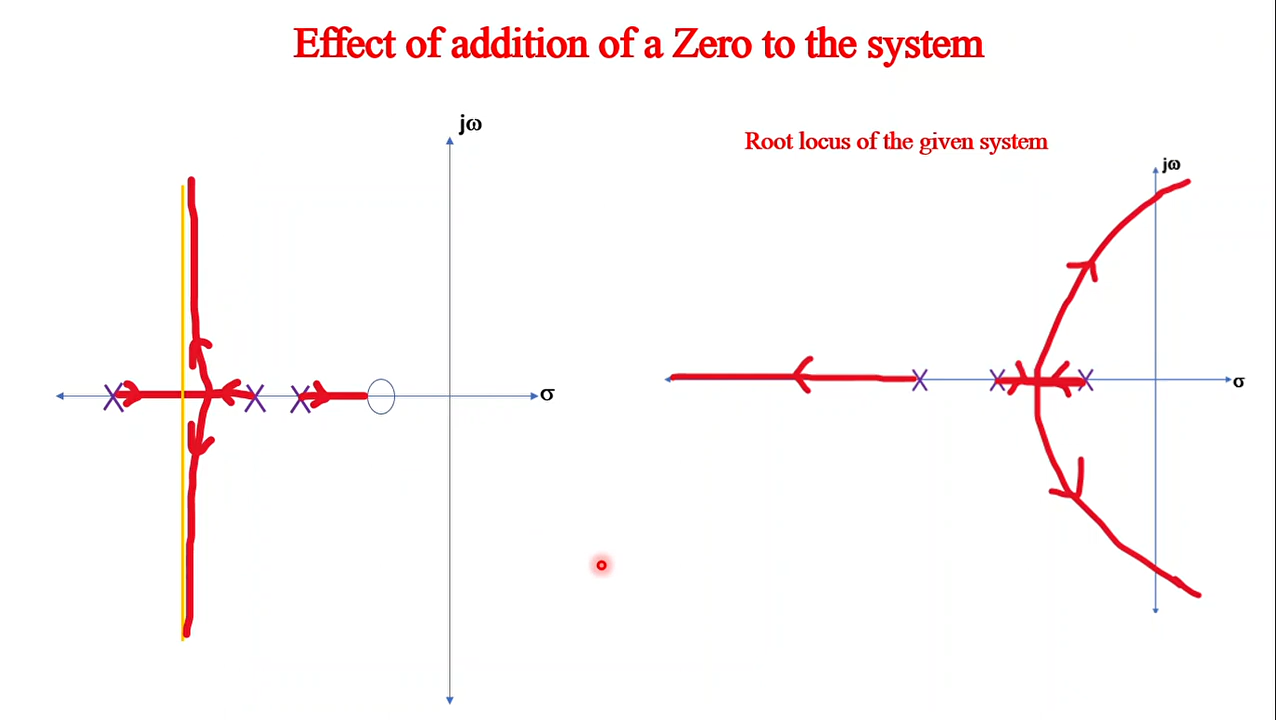 Effect of addition of a Zero to the system
jω
Root locus of the given system
jω
σ
σ